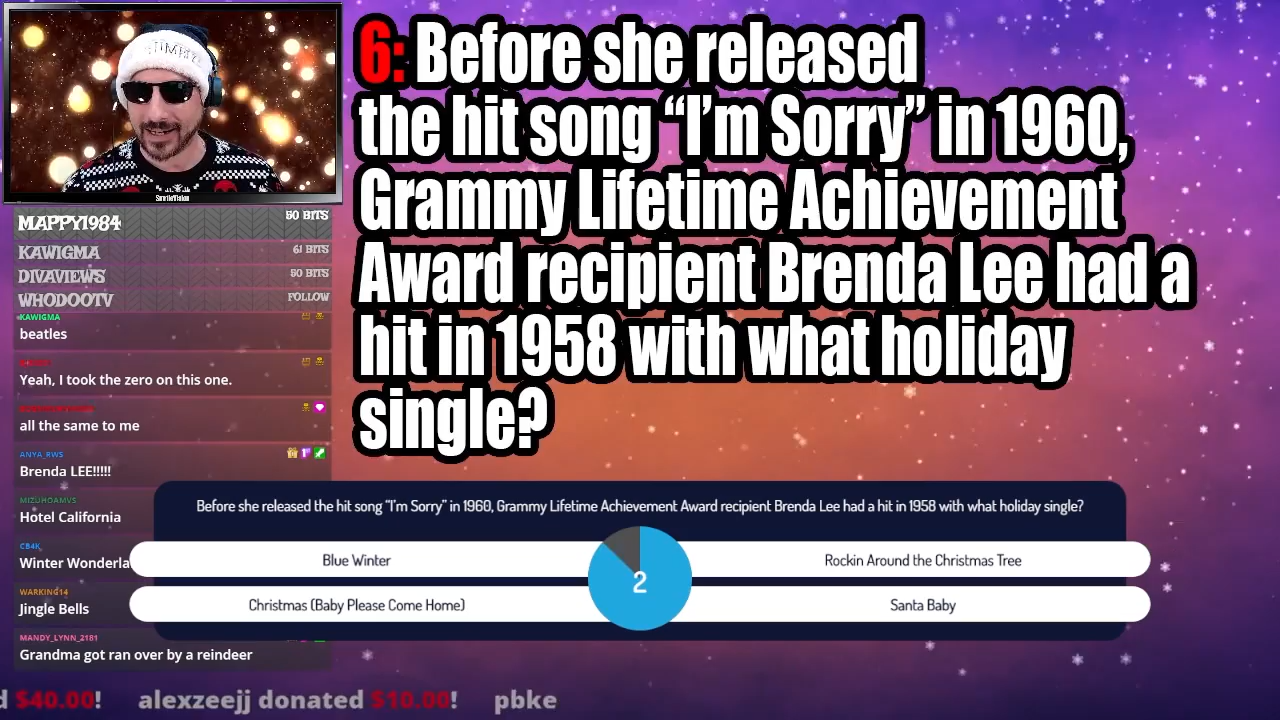 6: Before she released
the hit song “I’m Sorry” in 1960,
Grammy Lifetime Achievement
Award recipient Brenda Lee had a
hit in 1958 with what holiday
single?
MAPPY1984 50 BITS
KAWIGMA 61 BITS
DIVAVIEWS 50 BITS
WHODOOTV FOLLOW
KAWIGMA
beatles
Yeah, I took the zero on this one.
all the same to me
ANYA_RWS
Brenda LEE!!!!!
MIZUHOAMVS
Hotel California
CB4K
Winter Wonderla
WARKING14
Jingle Bells
MANDY_LYNN_2181
Grandma got ran over by a reindeer
Before she released the hit song “I’m Sorry” in 1960, Grammy Lifetime Achievement Award recipient Brenda Lee had a hit in 1958 with what holiday single?
Blue Winter
Rockin Around the Christmas Tree
2
Christmas (Baby Please Come Home)
Santa Baby
d $40.00! alexzeejj donated $10.00! pbke